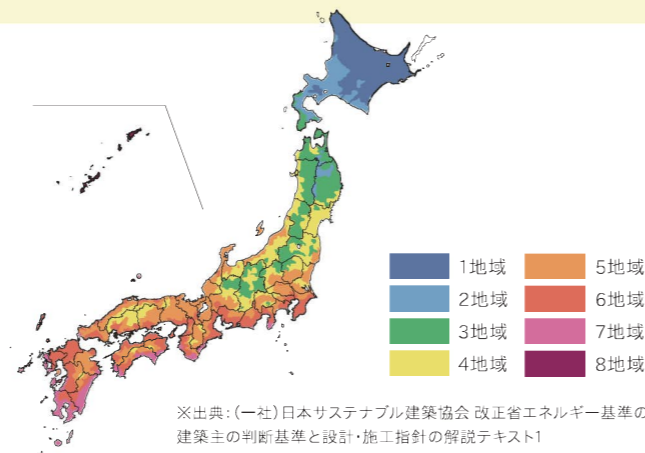 1地域
5地域
2地域
6地域
3地域
7地域
4地域
8地域
※出典:(一社)日本サステナブル建築協会 改正省エネルギー基準の
建築主の判断基準と設計・施工指針の解説テキスト1